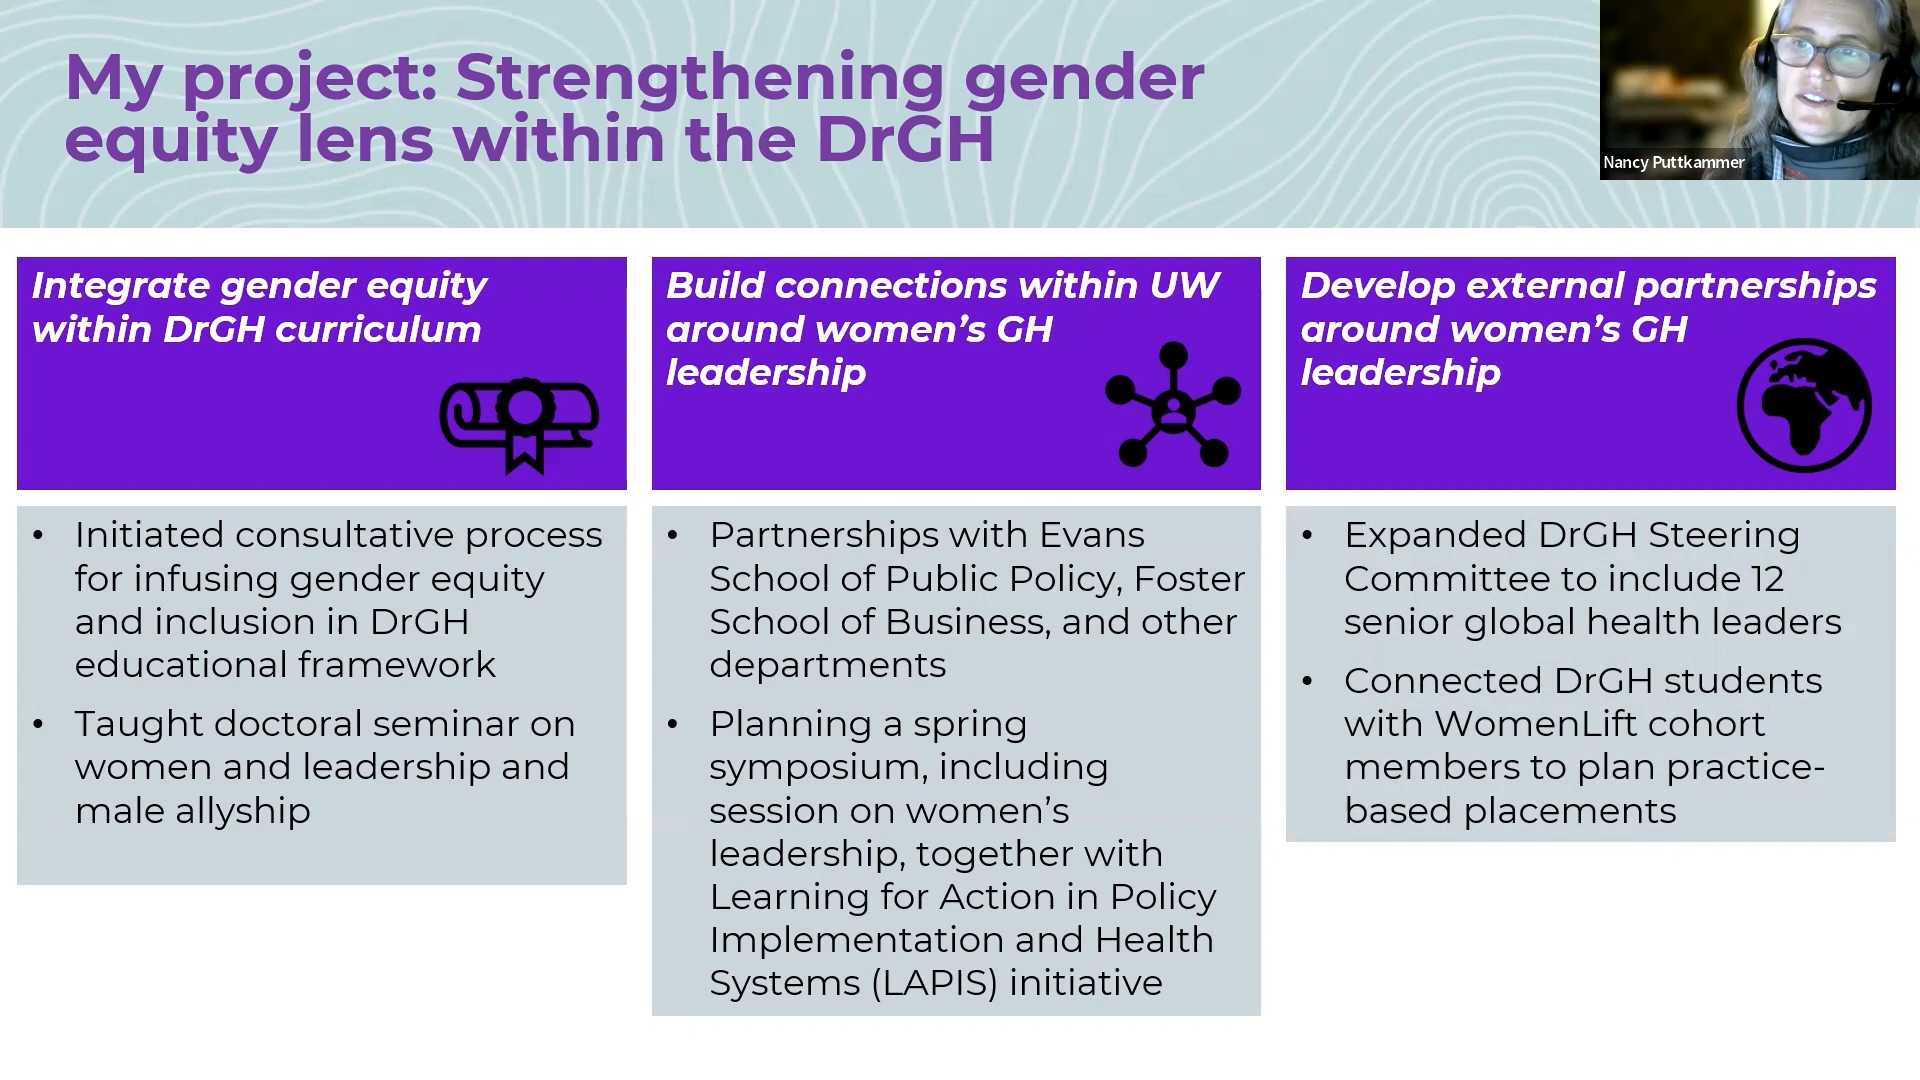 My project: Strengthening gender
equity lens within the DrGH
Nancy Puttkammer
Integrate gender equity
within DrGH curriculum
• Initiated consultative process
for infusing gender equity
and inclusion in DrGH
educational framework
• Taught doctoral seminar on
women and leadership and
male allyship
Build connections within UW
around women’s GH
leadership
• Partnerships with Evans
School of Public Policy, Foster
School of Business, and other
departments
• Planning a spring
symposium, including
session on women’s
leadership, together with
Learning for Action in Policy
Implementation and Health
Systems (LAPIS) initiative
Develop external partnerships
around women’s GH
leadership
• Expanded DrGH Steering
Committee to include 12
senior global health leaders
• Connected DrGH students
with WomenLift cohort
members to plan practice-
based placements